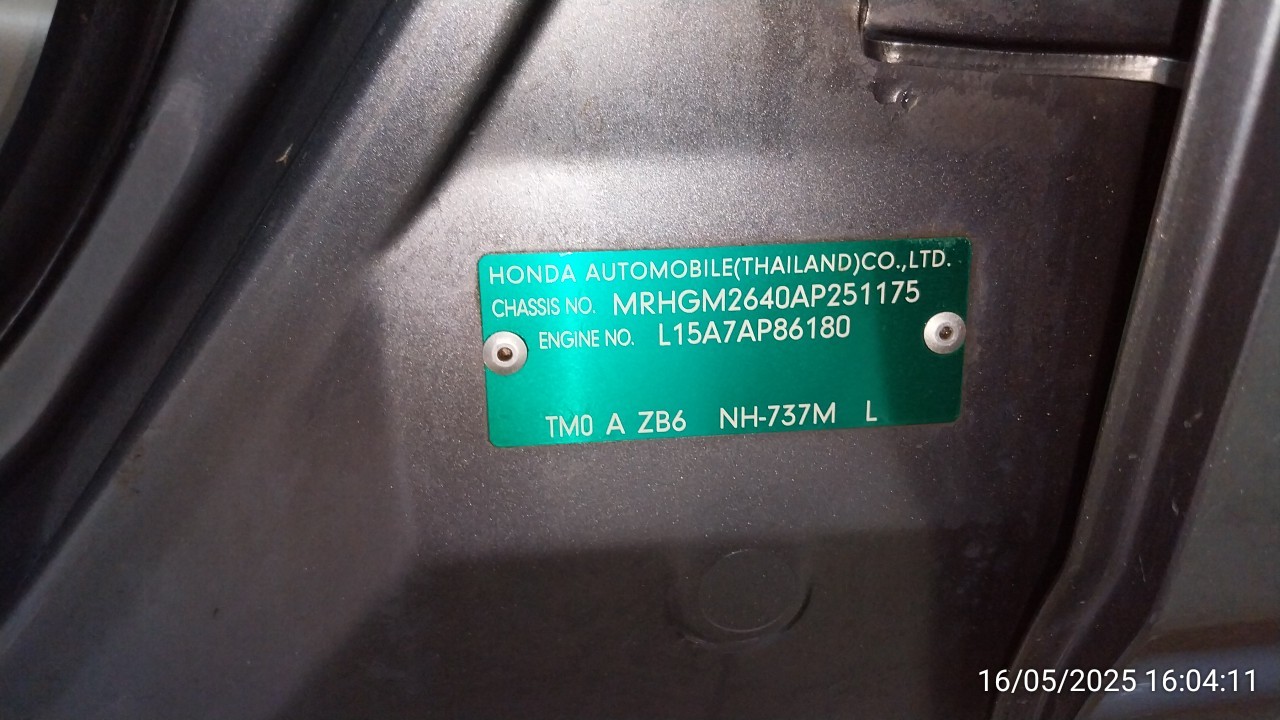 HONDA AUTOMOBILE(THAILAND)CO.,LTD.
CHASSIS NO. MRHGM2640AP251175
ENGINE NO. L15A7AP86180
TM0 A ZB6 NH-737M L
16/05/2025 16:04:11